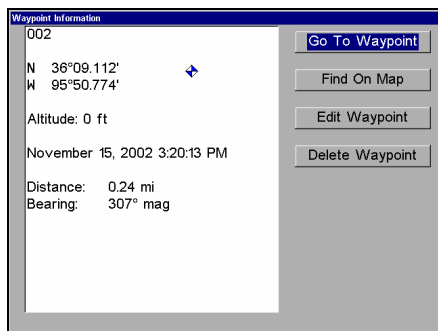 Waypoint Information
002
N 36°09.112'
W 95°50.774'
Altitude: 0 ft
November 15, 2002 3:20:13 PM
Distance: 0.24 mi
Bearing: 307° mag
Go To Waypoint
Find On Map
Edit Waypoint
Delete Waypoint